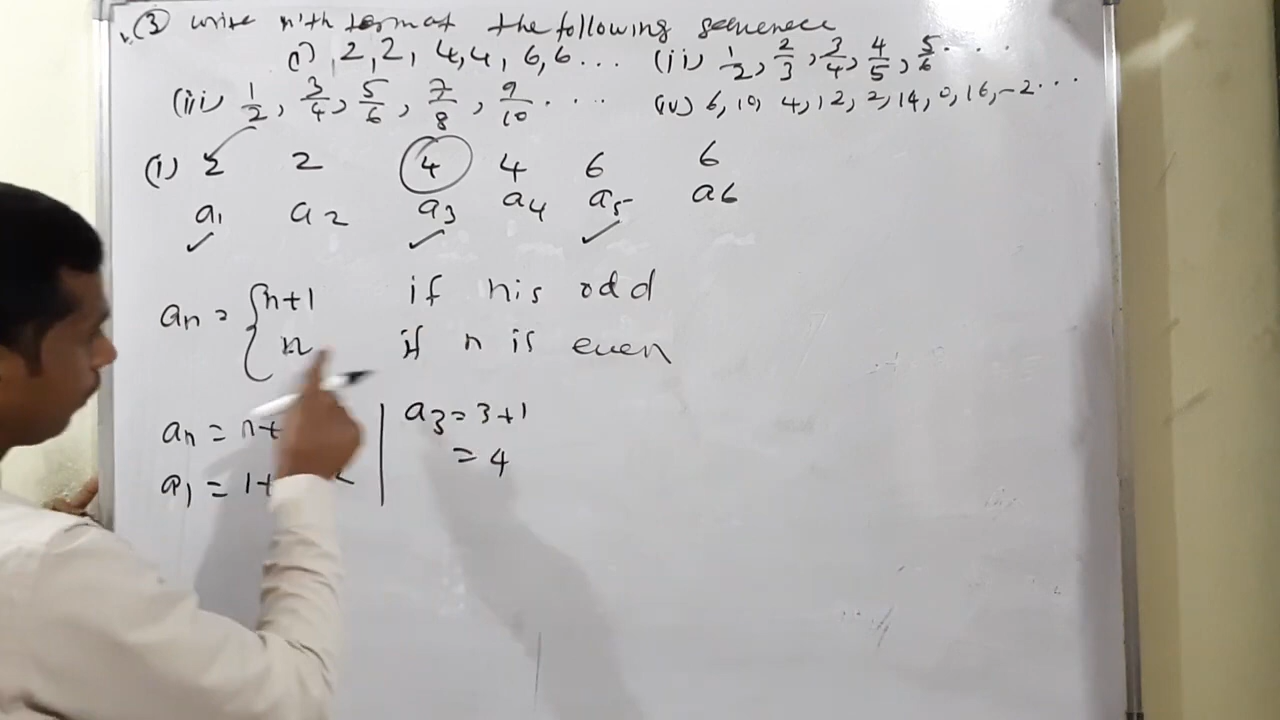 ③ write n'th term of the following sequence
(i) 2, 2, 4, 4, 6, 6 ... (ii) 1/2, 2/3, 3/4, 4/5, 5/6 ...
(iii) 1/2, 3/4, 5/6, 7/8, 9/10 .... (iv) 6, 10, 4, 12, 2, 14, 0, 16, -2 ...
(i) 2 2 4 4 6 6
a1 a2 a3 a4 a5 a6
an = { n+1 if n is odd
n if n is even
an = n+
a1 = 1+
a3 = 3+1
= 4